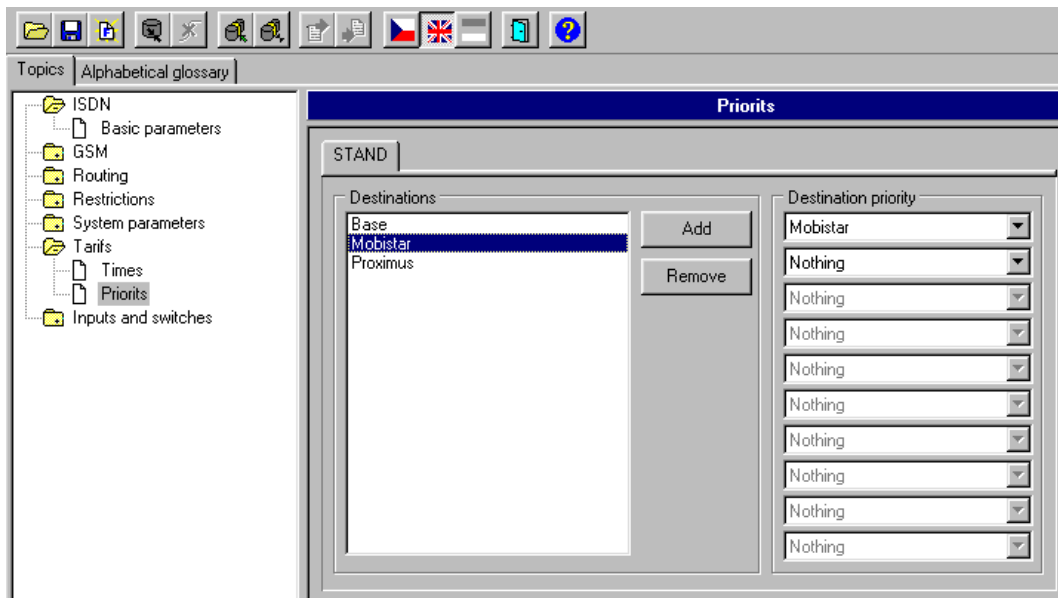 Topics Alphabetical glossary
ISDN
Basic parameters
GSM
Routing
Restrictions
System parameters
Tarifs
Times
Priorits
Inputs and switches
Priorits
STAND
Destinations
Base
Mobistar
Proximus
Add
Remove
Destination priority
Mobistar
Nothing
Nothing
Nothing
Nothing
Nothing
Nothing
Nothing
Nothing
Nothing